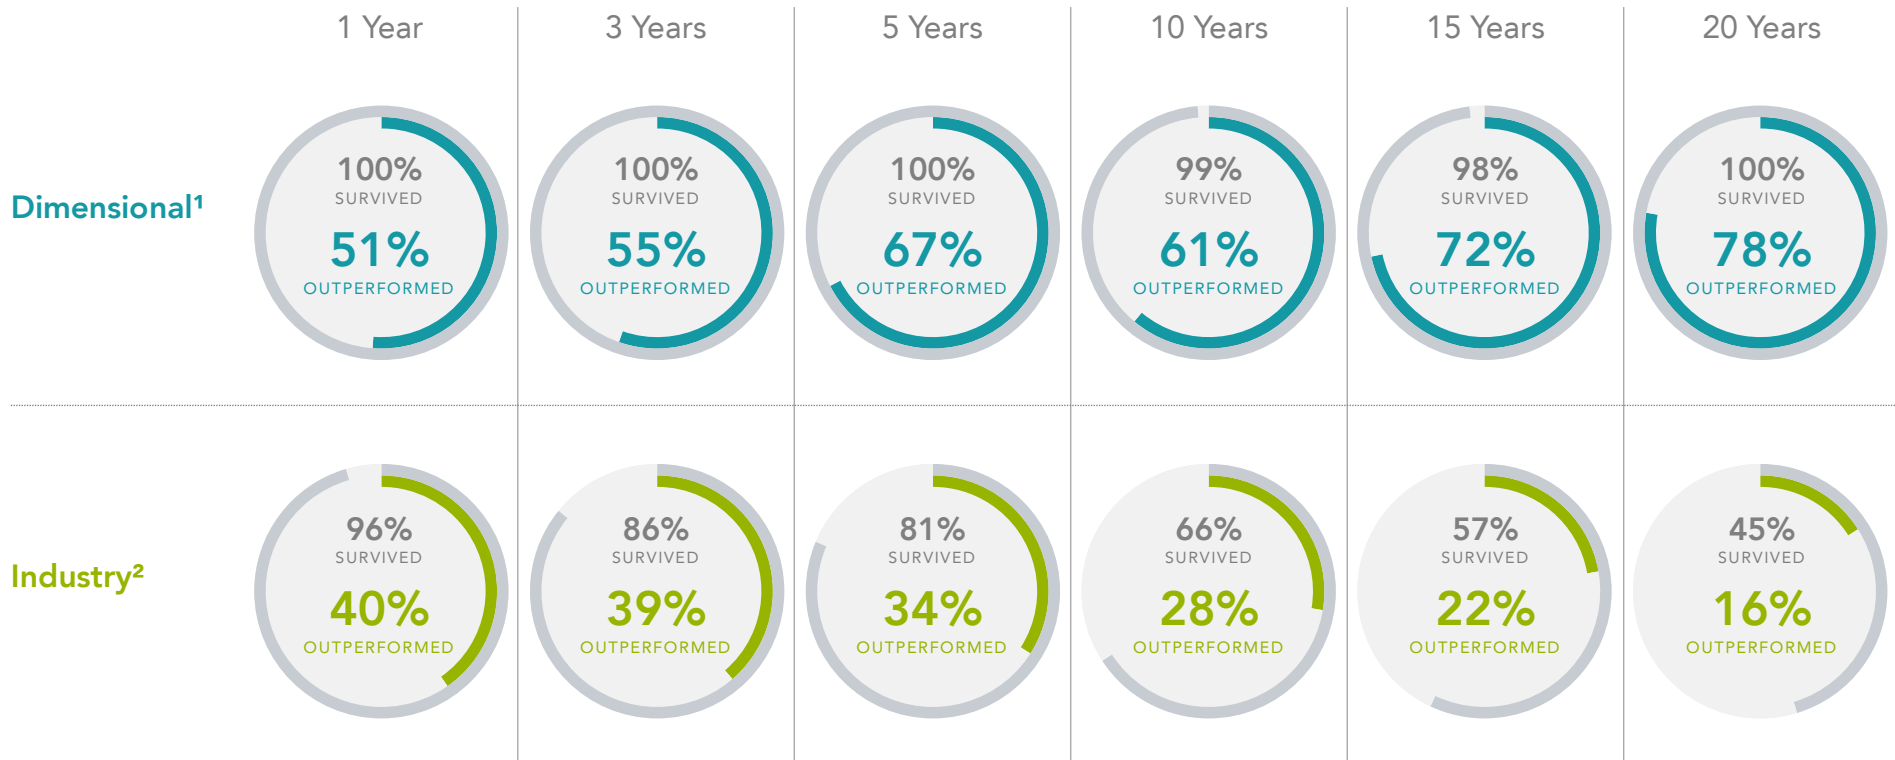 1 Year 3 Years 5 Years 10 Years 15 Years 20 Years
Dimensional¹
100% 100% 100% 99% 98% 100%
SURVIVED SURVIVED SURVIVED SURVIVED SURVIVED SURVIVED
51% 55% 67% 61% 72% 78%
OUTPERFORMED OUTPERFORMED OUTPERFORMED OUTPERFORMED OUTPERFORMED OUTPERFORMED
Industry²
96% 86% 81% 66% 57% 45%
SURVIVED SURVIVED SURVIVED SURVIVED SURVIVED SURVIVED
40% 39% 34% 28% 22% 16%
OUTPERFORMED OUTPERFORMED OUTPERFORMED OUTPERFORMED OUTPERFORMED OUTPERFORMED